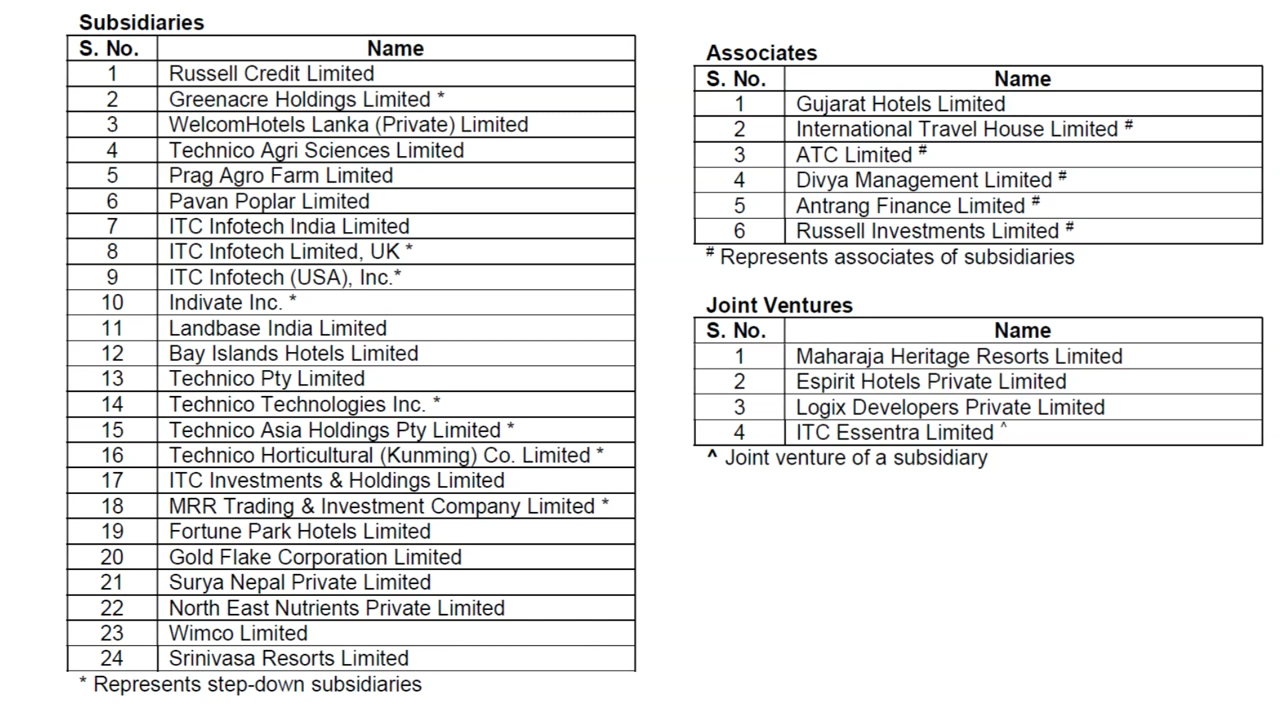 Subsidiaries
S. No. Name
1 Russell Credit Limited
2 Greenacre Holdings Limited *
3 WelcomHotels Lanka (Private) Limited
4 Technico Agri Sciences Limited
5 Prag Agro Farm Limited
6 Pavan Poplar Limited
7 ITC Infotech India Limited
8 ITC Infotech Limited, UK *
9 ITC Infotech (USA), Inc.*
10 Indivate Inc. *
11 Landbase India Limited
12 Bay Islands Hotels Limited
13 Technico Pty Limited
14 Technico Technologies Inc. *
15 Technico Asia Holdings Pty Limited *
16 Technico Horticultural (Kunming) Co. Limited *
17 ITC Investments & Holdings Limited
18 MRR Trading & Investment Company Limited *
19 Fortune Park Hotels Limited
20 Gold Flake Corporation Limited
21 Surya Nepal Private Limited
22 North East Nutrients Private Limited
23 Wimco Limited
24 Srinivasa Resorts Limited
* Represents step-down subsidiaries
Associates
S. No. Name
1 Gujarat Hotels Limited
2 International Travel House Limited #
3 ATC Limited #
4 Divya Management Limited #
5 Antrang Finance Limited #
6 Russell Investments Limited #
# Represents associates of subsidiaries
Joint Ventures
S. No. Name
1 Maharaja Heritage Resorts Limited
2 Espirit Hotels Private Limited
3 Logix Developers Private Limited
4 ITC Essentra Limited ^
^ Joint venture of a subsidiary